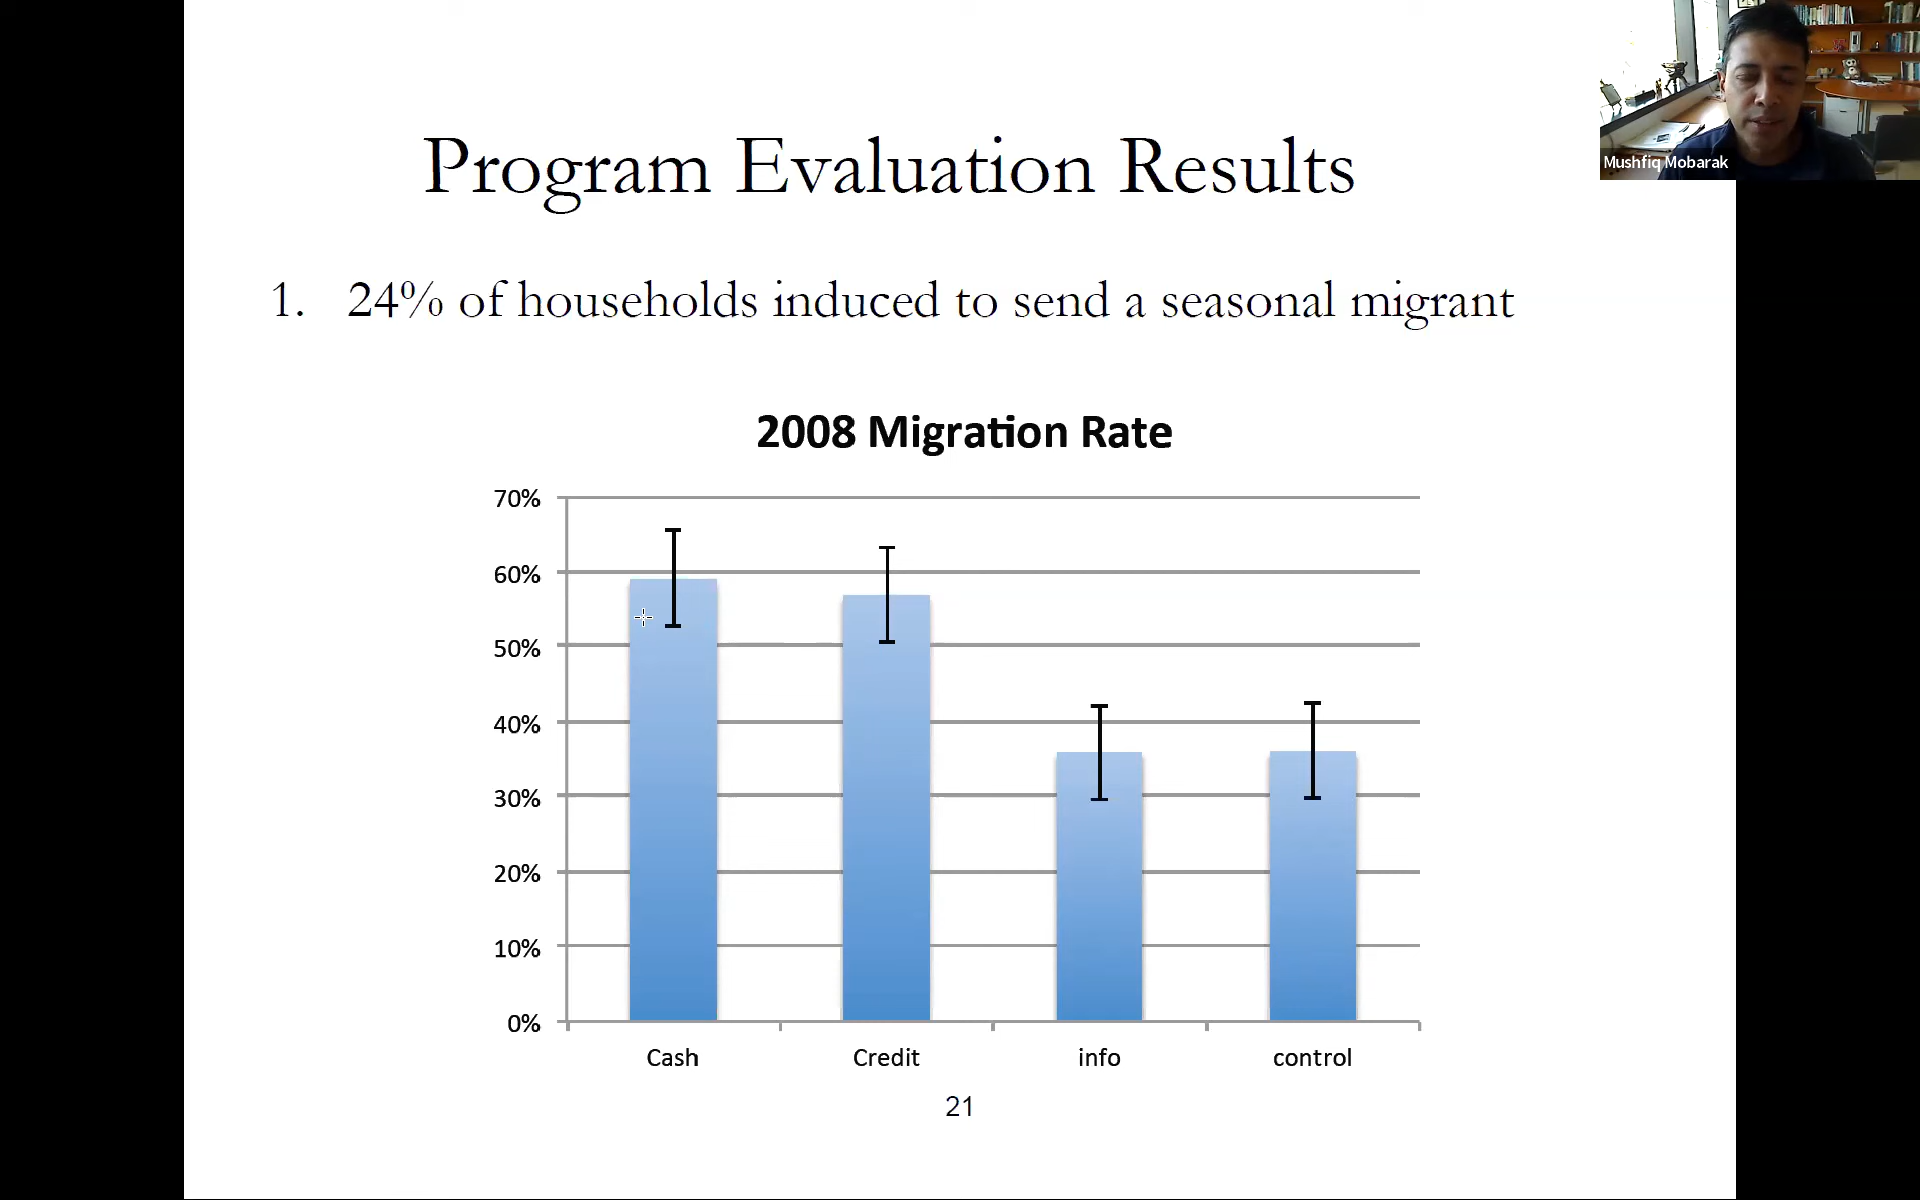 Mushfiq Mobarak
Program Evaluation Results
1. 24% of households induced to send a seasonal migrant
2008 Migration Rate
70%
60%
50%
40%
30%
20%
10%
0%
Cash Credit info control
21